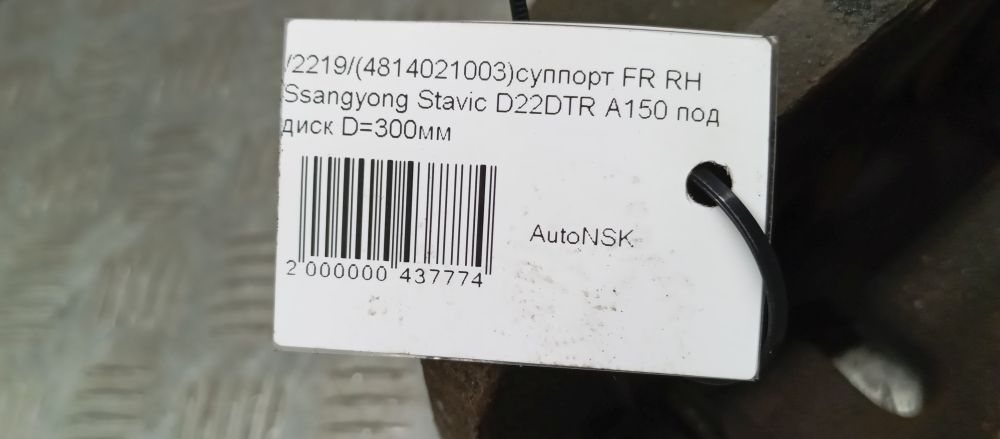 /2219/(4814021003)суппорт FR RH
Ssangyong Stavic D22DTR A150 под
диск D=300мм
AutoNSK
2 000000 437774